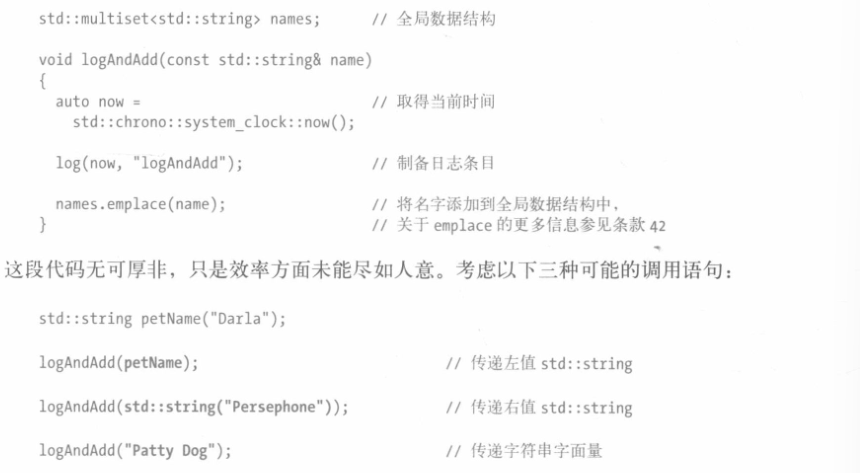 std::multiset<std::string> names; // 全局数据结构
void logAndAdd(const std::string& name)
{
auto now = // 取得当前时间
std::chrono::system_clock::now();
log(now, "logAndAdd"); // 制备日志条目
names.emplace(name); // 将名字添加到全局数据结构中，
} // 关于 emplace 的更多信息参见条款 42
这段代码无可厚非，只是效率方面未能尽如人意。考虑以下三种可能的调用语句：
std::string petName("Darla");
logAndAdd(petName); // 传递左值 std::string
logAndAdd(std::string("Persephone")); // 传递右值 std::string
logAndAdd("Patty Dog"); // 传递字符串字面量